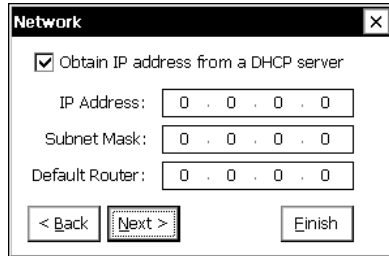 Network
Obtain IP address from a DHCP server
IP Address: 0 . 0 . 0 . 0
Subnet Mask: 0 . 0 . 0 . 0
Default Router: 0 . 0 . 0 . 0
< Back Next > Finish